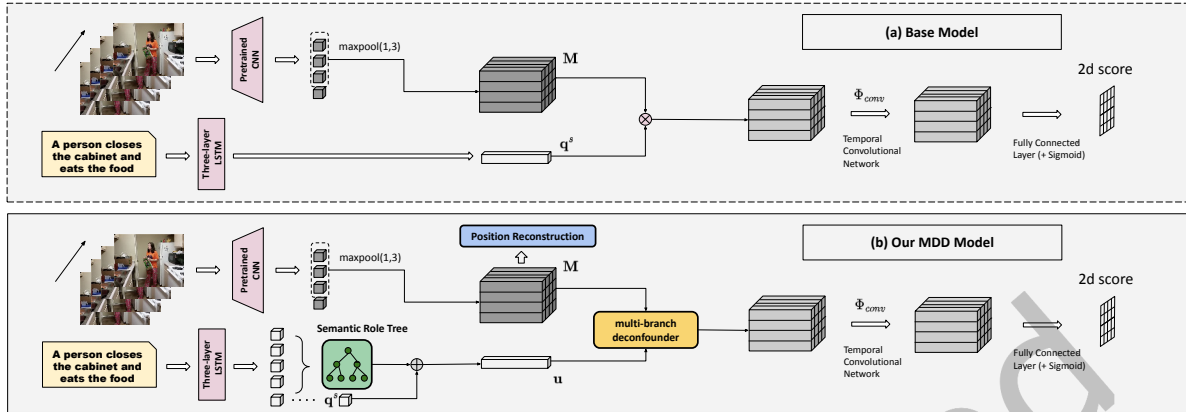 (a) Base Model
Pretrained
CNN
maxpool(1,3)
M
2d score
Φconv
A person closes
the cabinet and
eats the food
Three-layer
LSTM
q^s
Temporal
Convolutional
Network
Fully Connected
Layer (+ Sigmoid)
(b) Our MDD Model
Position Reconstruction
Pretrained
CNN
maxpool(1,3)
M
2d score
multi-branch
deconfounder
Φconv
Semantic Role Tree
A person closes
the cabinet and
eats the food
Three-layer
LSTM
q^s
u
Temporal
Convolutional
Network
Fully Connected
Layer (+ Sigmoid)